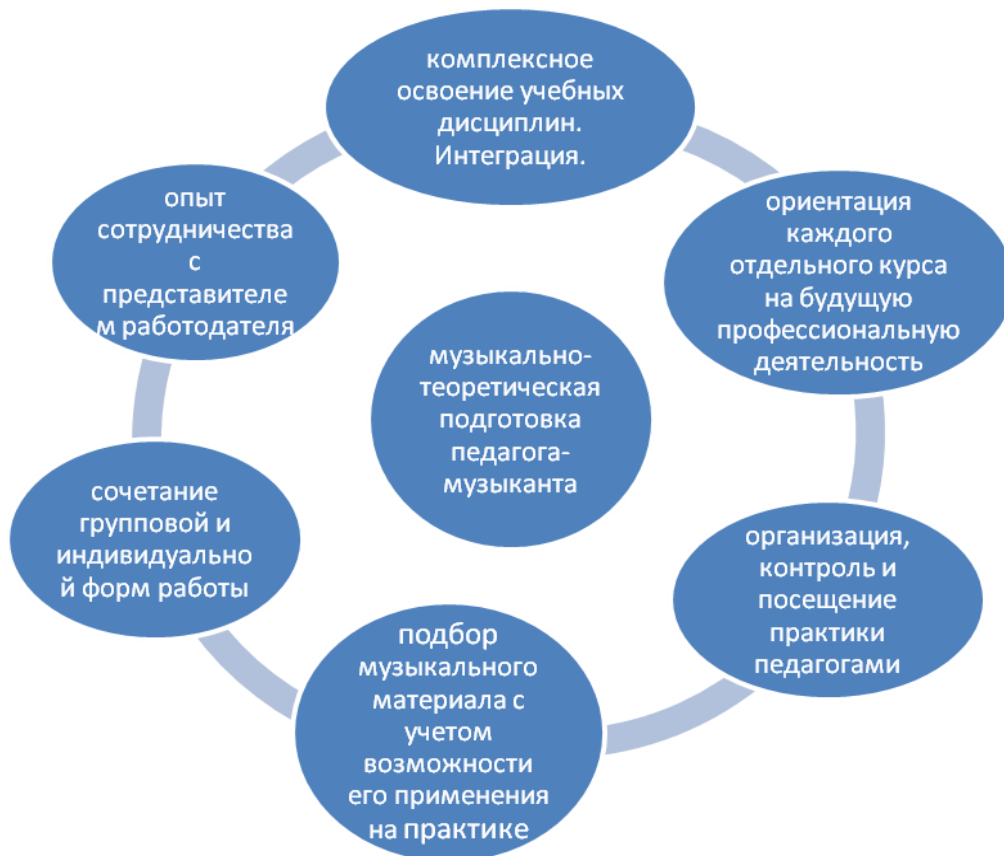 комплексное
освоение учебных
дисциплин.
Интеграция.
ориентация
каждого
отдельного курса
на будущую
профессиональную
деятельность
организация,
контроль и
посещение
практики
педагогами
подбор
музыкального
материала с
учетом
возможности
его применения
на практике
сочетание
групповой и
индивидуально
й форм работы
опыт
сотрудничества
с
представителе
м работодателя
музыкально-
теоретическая
подготовка
педагога-
музыканта